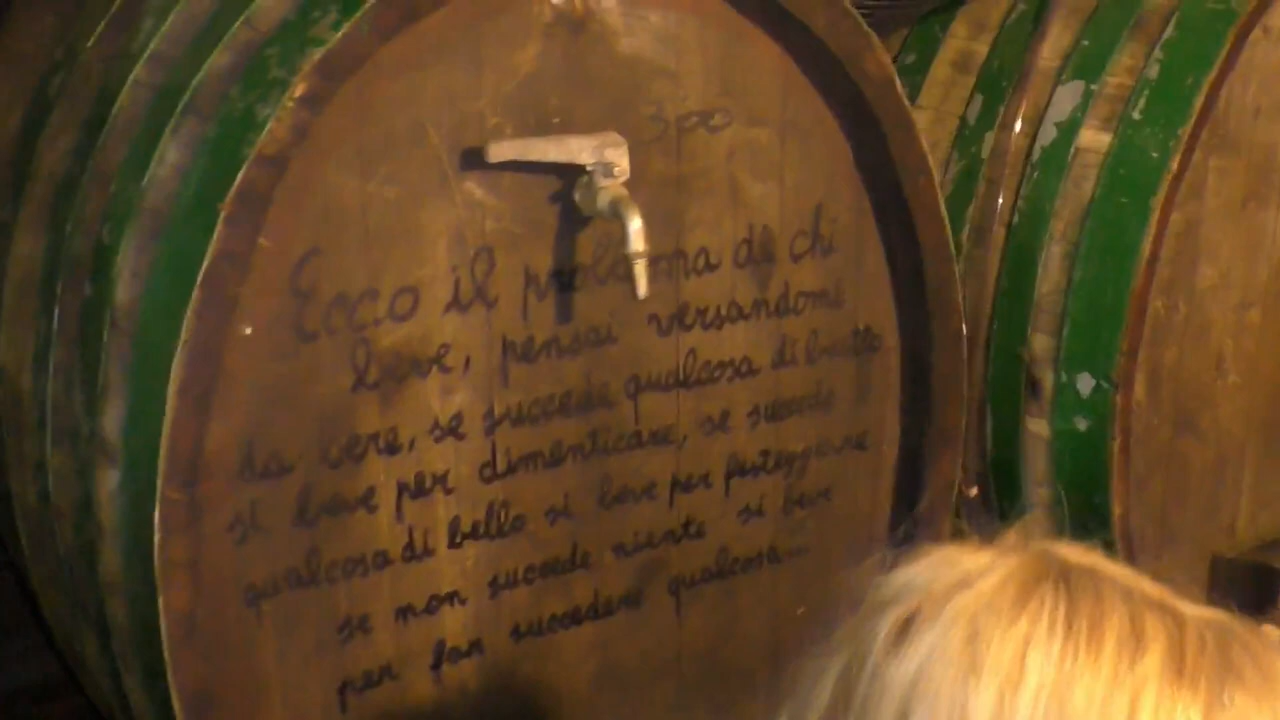 300
Ecco il problema di chi
beve, pensai versandomi
da vere, se succede qualcosa di brutto
si beve per dimenticare, se succede
qualcosa di bello si beve per festeggiare
se non succede niente si beve
per far succedere qualcosa...